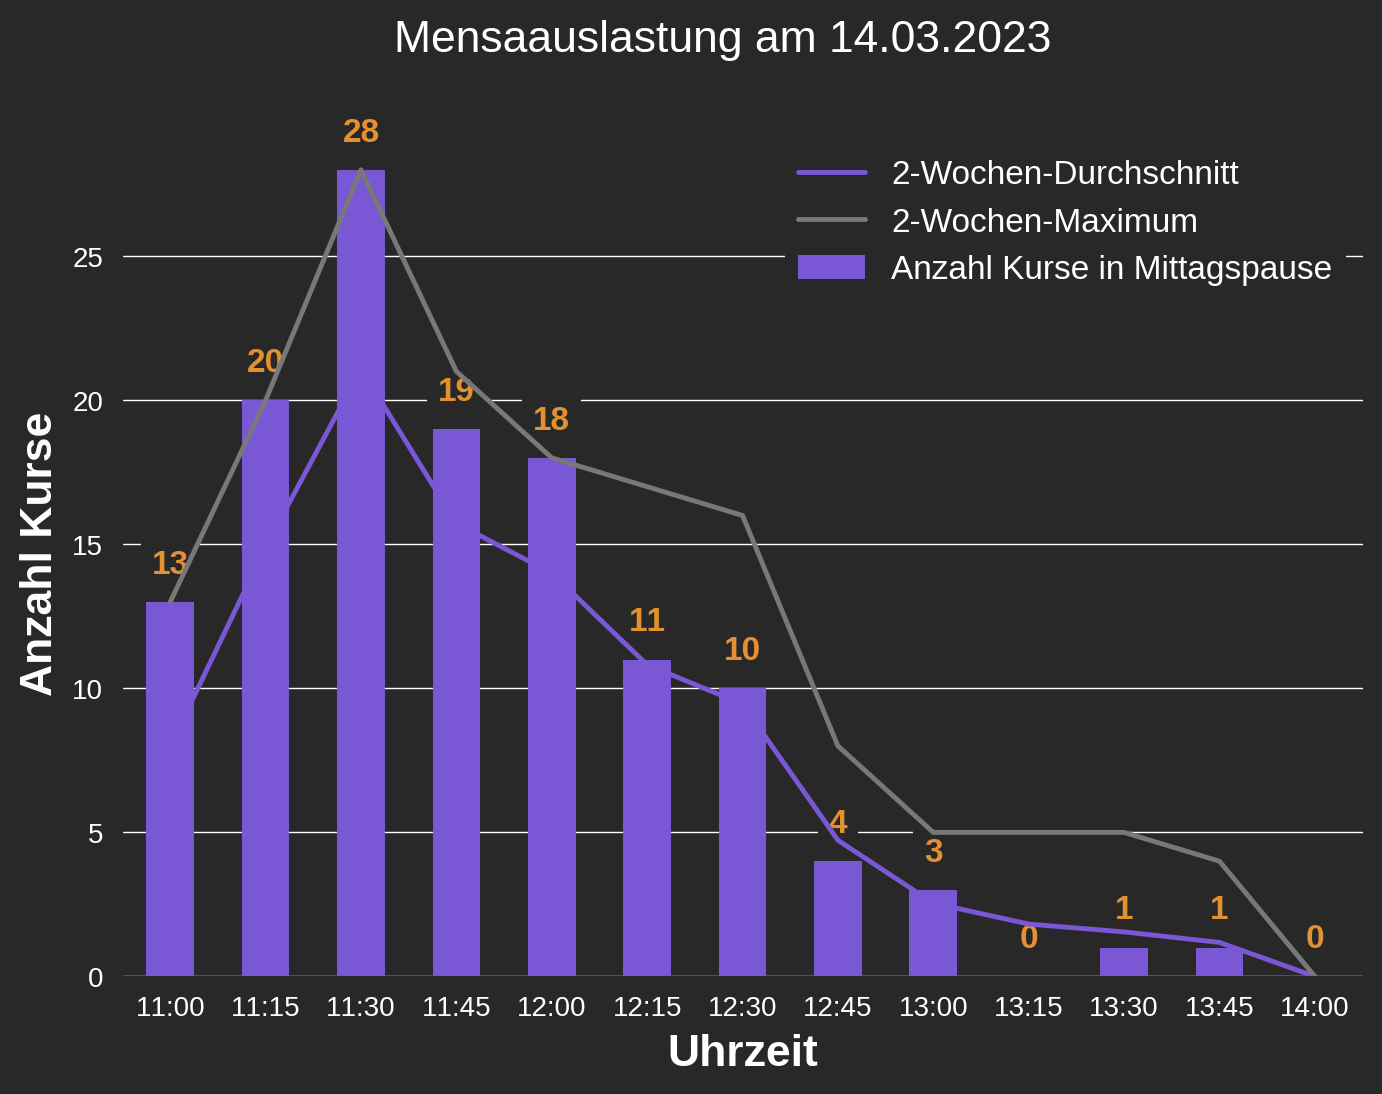 Mensaauslastung am 14.03.2023
28
2-Wochen-Durchschnitt
2-Wochen-Maximum
Anzahl Kurse in Mittagspause
25
20
19
20
18
15
13
11
10
10
5
4
3
1
1
0
0
0
Anzahl Kurse
11:00 11:15 11:30 11:45 12:00 12:15 12:30 12:45 13:00 13:15 13:30 13:45 14:00
Uhrzeit